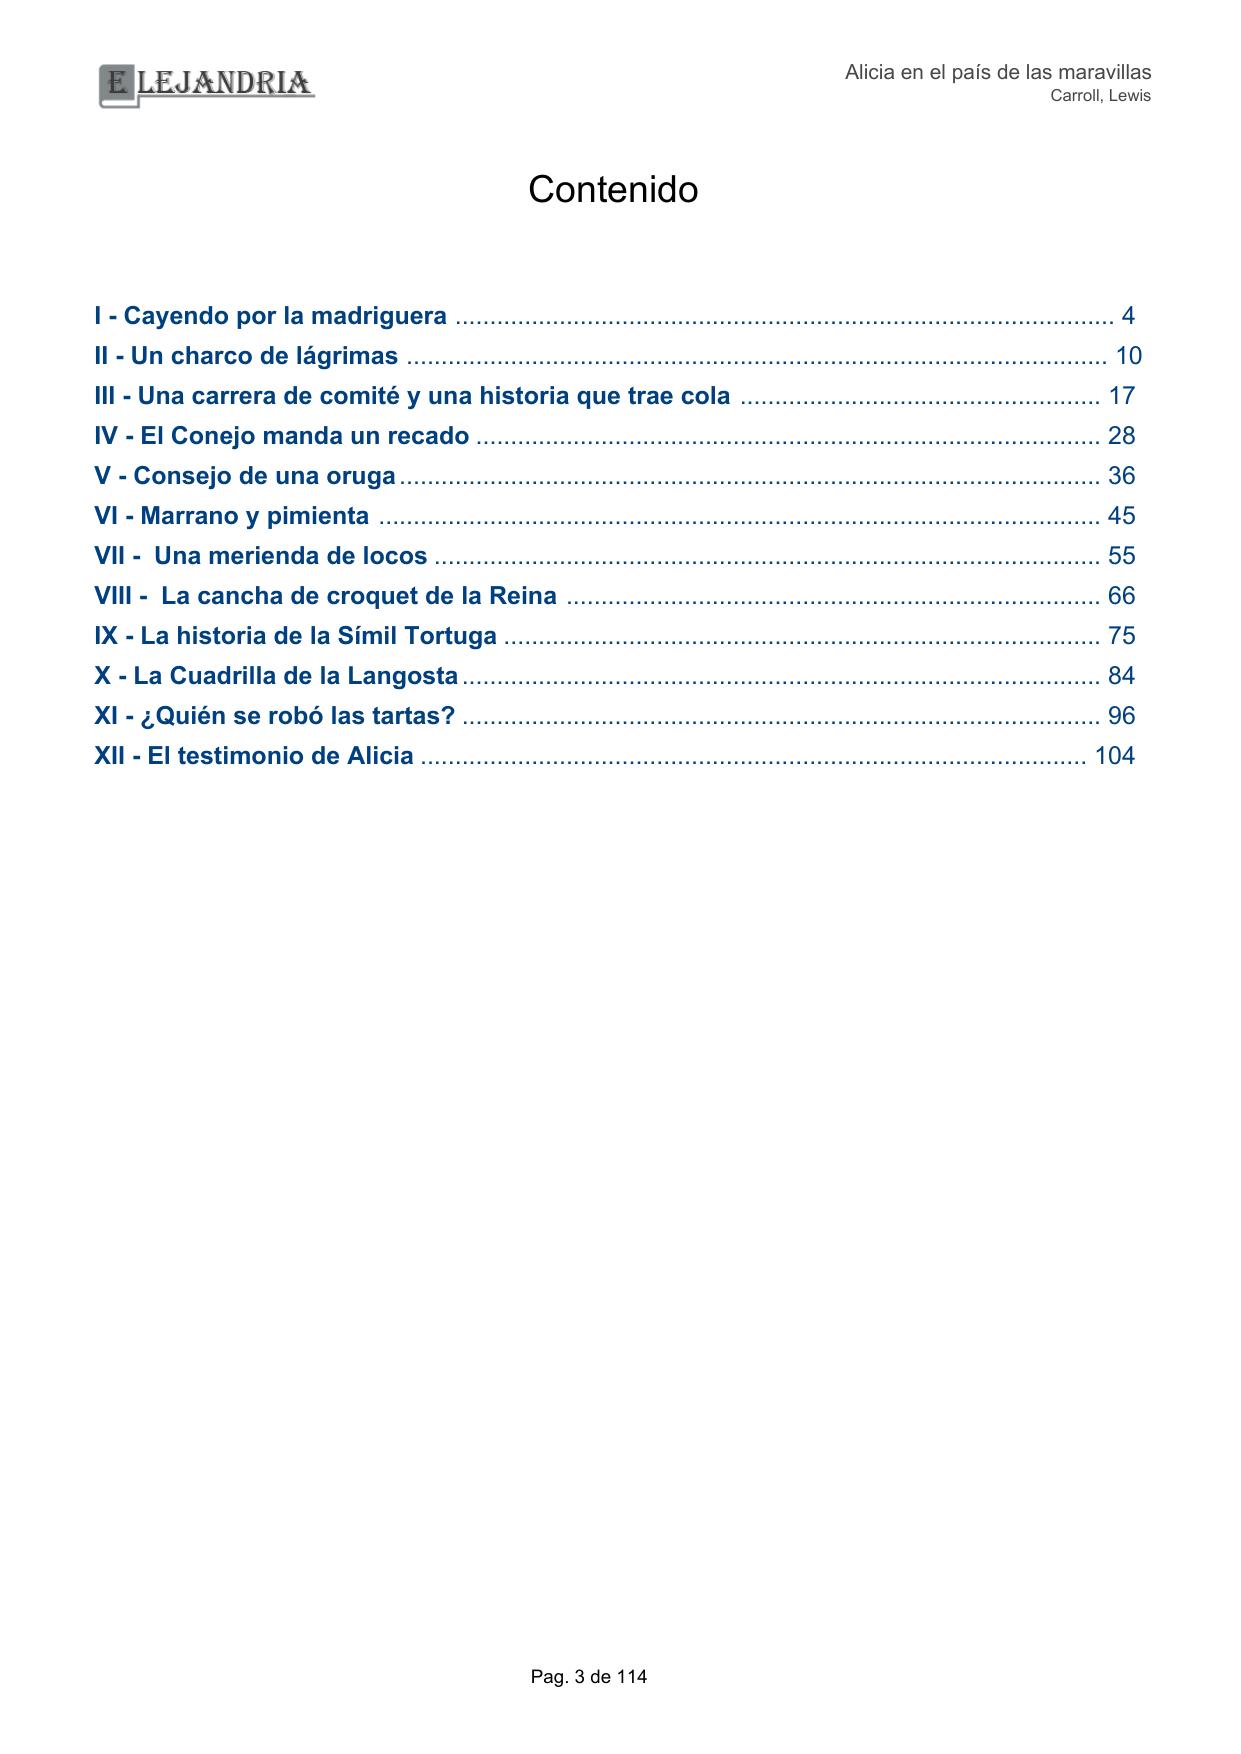 ELEJANDRIA
Alicia en el país de las maravillas
Carroll, Lewis
Contenido
I - Cayendo por la madriguera ............................................................................................... 4
II - Un charco de lágrimas ..................................................................................................... 10
III - Una carrera de comité y una historia que trae cola .................................................... 17
IV - El Conejo manda un recado .......................................................................................... 28
V - Consejo de una oruga..................................................................................................... 36
VI - Marrano y pimienta ........................................................................................................ 45
VII -  Una merienda de locos ................................................................................................ 55
VIII -  La cancha de croquet de la Reina ............................................................................. 66
IX - La historia de la Símil Tortuga ...................................................................................... 75
X - La Cuadrilla de la Langosta............................................................................................ 84
XI - ¿Quién se robó las tartas? ............................................................................................ 96
XII - El testimonio de Alicia ................................................................................................ 104
Pag. 3 de 114